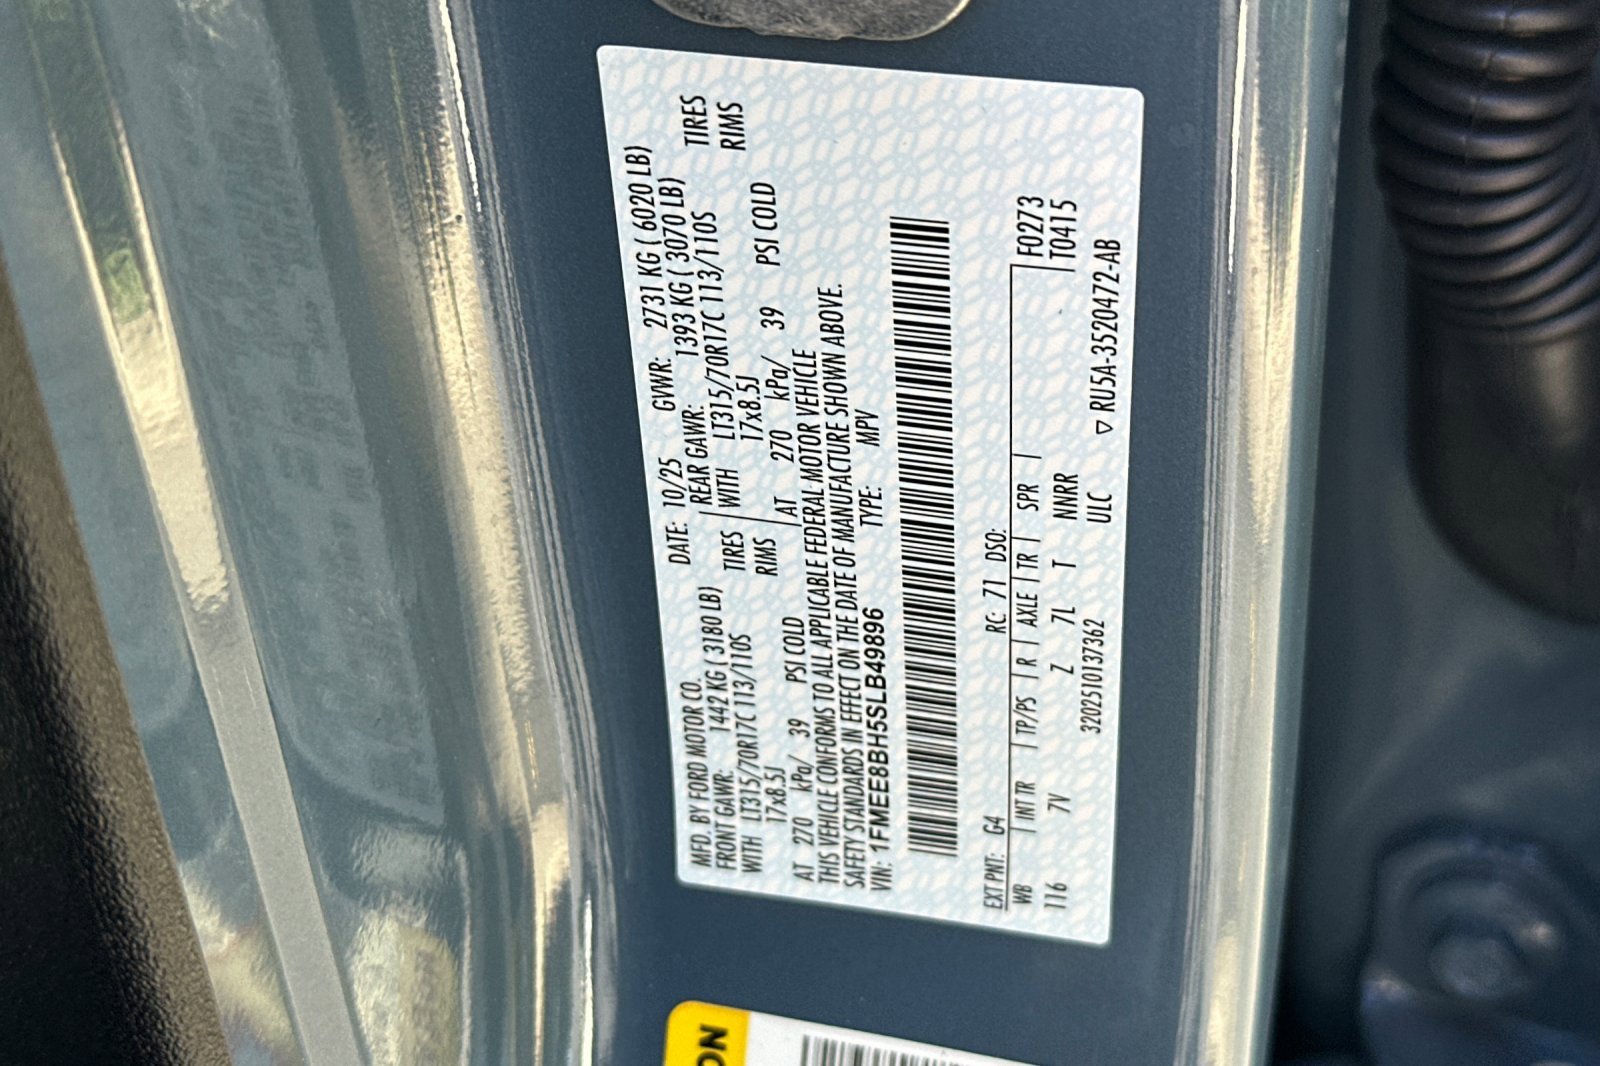 MFD. BY FORD MOTOR CO. DATE: 10/25 GVWR: 2731 KG ( 6020 LB)
FRONT GAWR: 1442 KG ( 3180 LB) REAR GAWR: 1393 KG ( 3070 LB)
WITH LT315/70R17C 113/110S TIRES WITH LT315/70R17C 113/110S TIRES
17x8.5J RIMS 17x8.5J RIMS
AT 270 kPa/ 39 PSI COLD AT 270 kPa/ 39 PSI COLD
THIS VEHICLE CONFORMS TO ALL APPLICABLE FEDERAL MOTOR VEHICLE
SAFETY STANDARDS IN EFFECT ON THE DATE OF MANUFACTURE SHOWN ABOVE.
VIN: 1FMEE8BH5SLB49896 TYPE: MPV
EXT PNT: G4 RC: 71 DSO:
WB | INT TR | TP/PS | R | AXLE | TR | SPR | F0273
116 7V Z 7L T NNRR T0415
32025101373​62 ULC ▽ RU5A-3520472-AB
ON